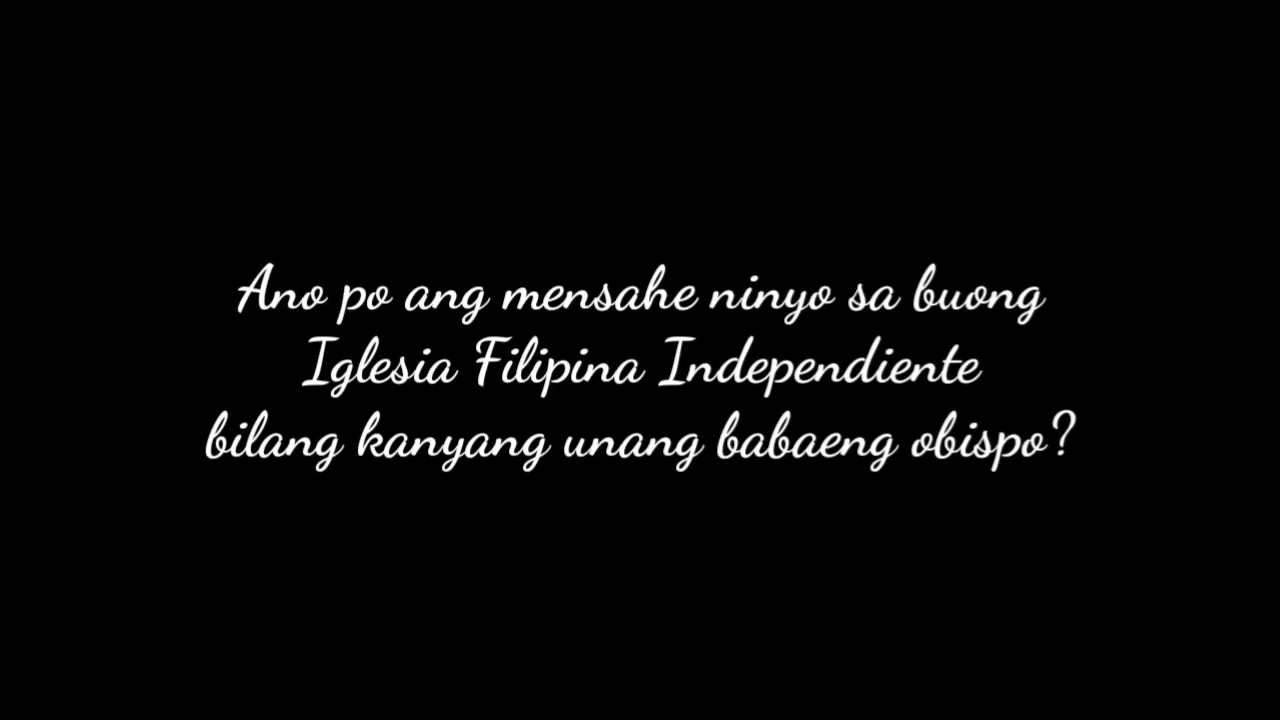 Ano po ang mensahe ninyo sa buong
Iglesia Filipina Independiente
bilang kanyang unang babaeng obispo?